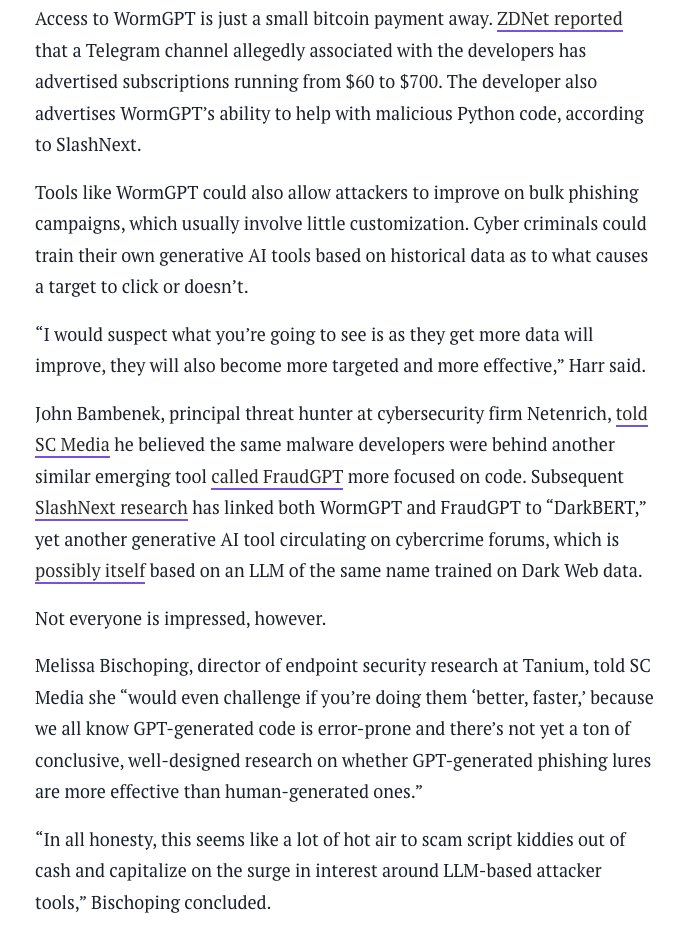 Access to WormGPT is just a small bitcoin payment away. ZDNet reported
that a Telegram channel allegedly associated with the developers has
advertised subscriptions running from $60 to $700. The developer also
advertises WormGPT’s ability to help with malicious Python code, according
to SlashNext.
Tools like WormGPT could also allow attackers to improve on bulk phishing
campaigns, which usually involve little customization. Cyber criminals could
train their own generative AI tools based on historical data as to what causes
a target to click or doesn’t.
“I would suspect what you’re going to see is as they get more data will
improve, they will also become more targeted and more effective,” Harr said.
John Bambenek, principal threat hunter at cybersecurity firm Netenrich, told
SC Media he believed the same malware developers were behind another
similar emerging tool called FraudGPT more focused on code. Subsequent
SlashNext research has linked both WormGPT and FraudGPT to “DarkBERT,”
yet another generative AI tool circulating on cybercrime forums, which is
possibly itself based on an LLM of the same name trained on Dark Web data.
Not everyone is impressed, however.
Melissa Bischoping, director of endpoint security research at Tanium, told SC
Media she “would even challenge if you’re doing them ‘better, faster,’ because
we all know GPT-generated code is error-prone and there’s not yet a ton of
conclusive, well-designed research on whether GPT-generated phishing lures
are more effective than human-generated ones.”
“In all honesty, this seems like a lot of hot air to scam script kiddies out of
cash and capitalize on the surge in interest around LLM-based attacker
tools,” Bischoping concluded.